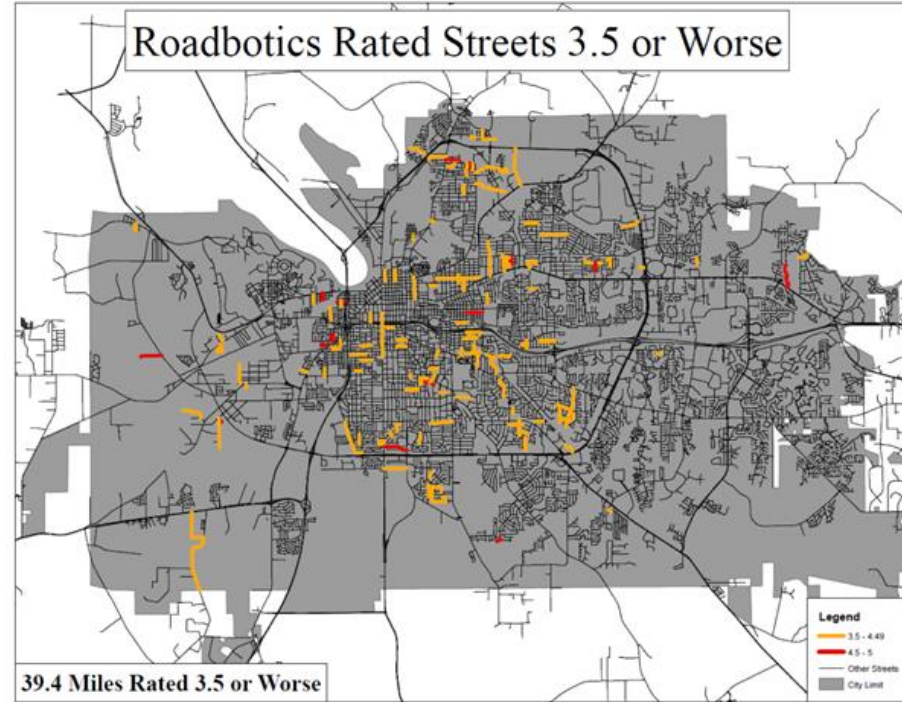 Roadbotics Rated Streets 3.5 or Worse
Legend
3.5 - 4.49
4.5 - 5
Other Streets
City Limit
39.4 Miles Rated 3.5 or Worse